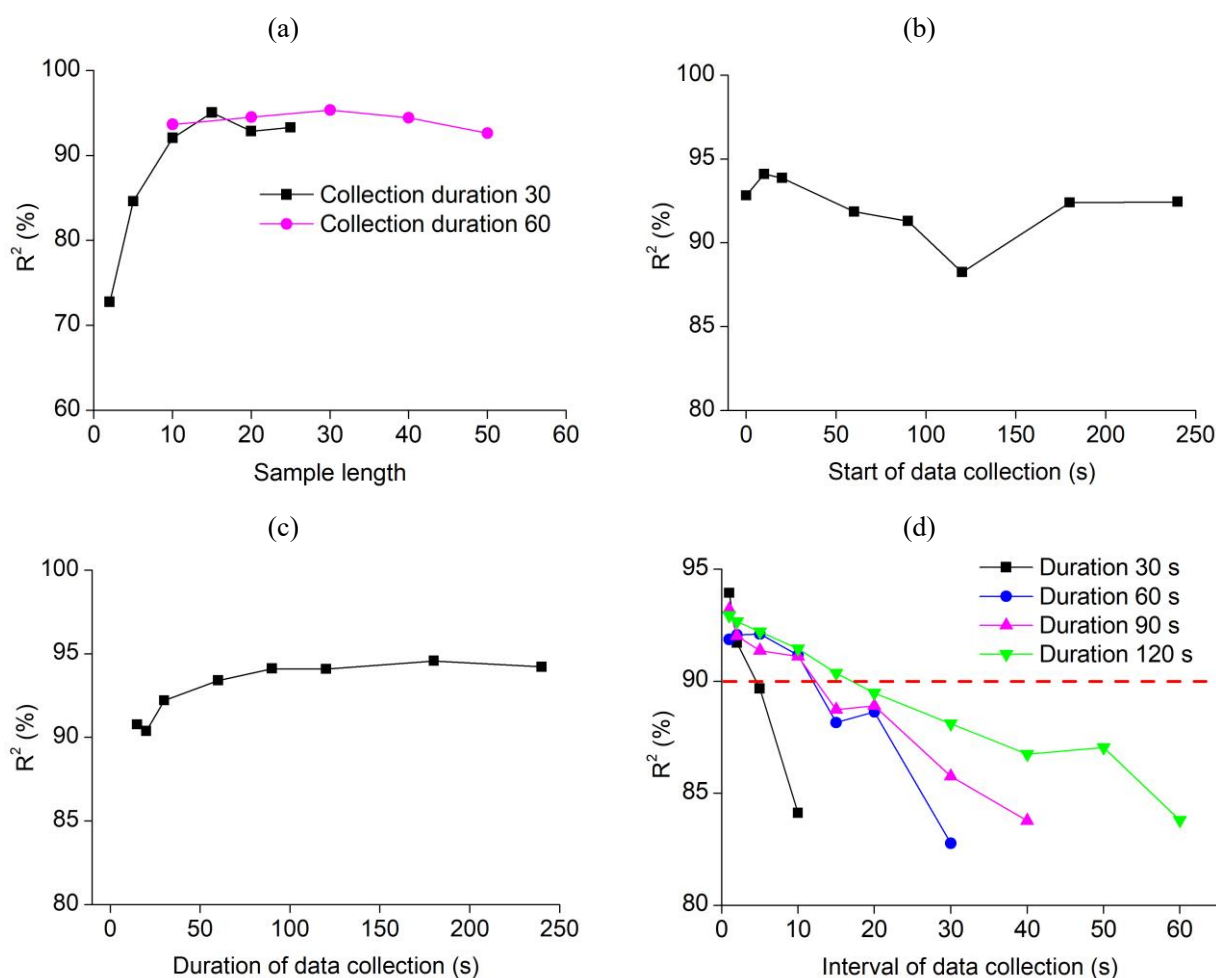 (a)
100
90
80
70
60
R² (%)
Collection duration 30
Collection duration 60
0 10 20 30 40 50 60
Sample length
(b)
100
95
90
85
80
R² (%)
0 50 100 150 200 250
Start of data collection (s)
(c)
100
95
90
85
80
R² (%)
0 50 100 150 200 250
Duration of data collection (s)
(d)
95
90
85
80
R² (%)
Duration 30 s
Duration 60 s
Duration 90 s
Duration 120 s
0 10 20 30 40 50 60
Interval of data collection (s)